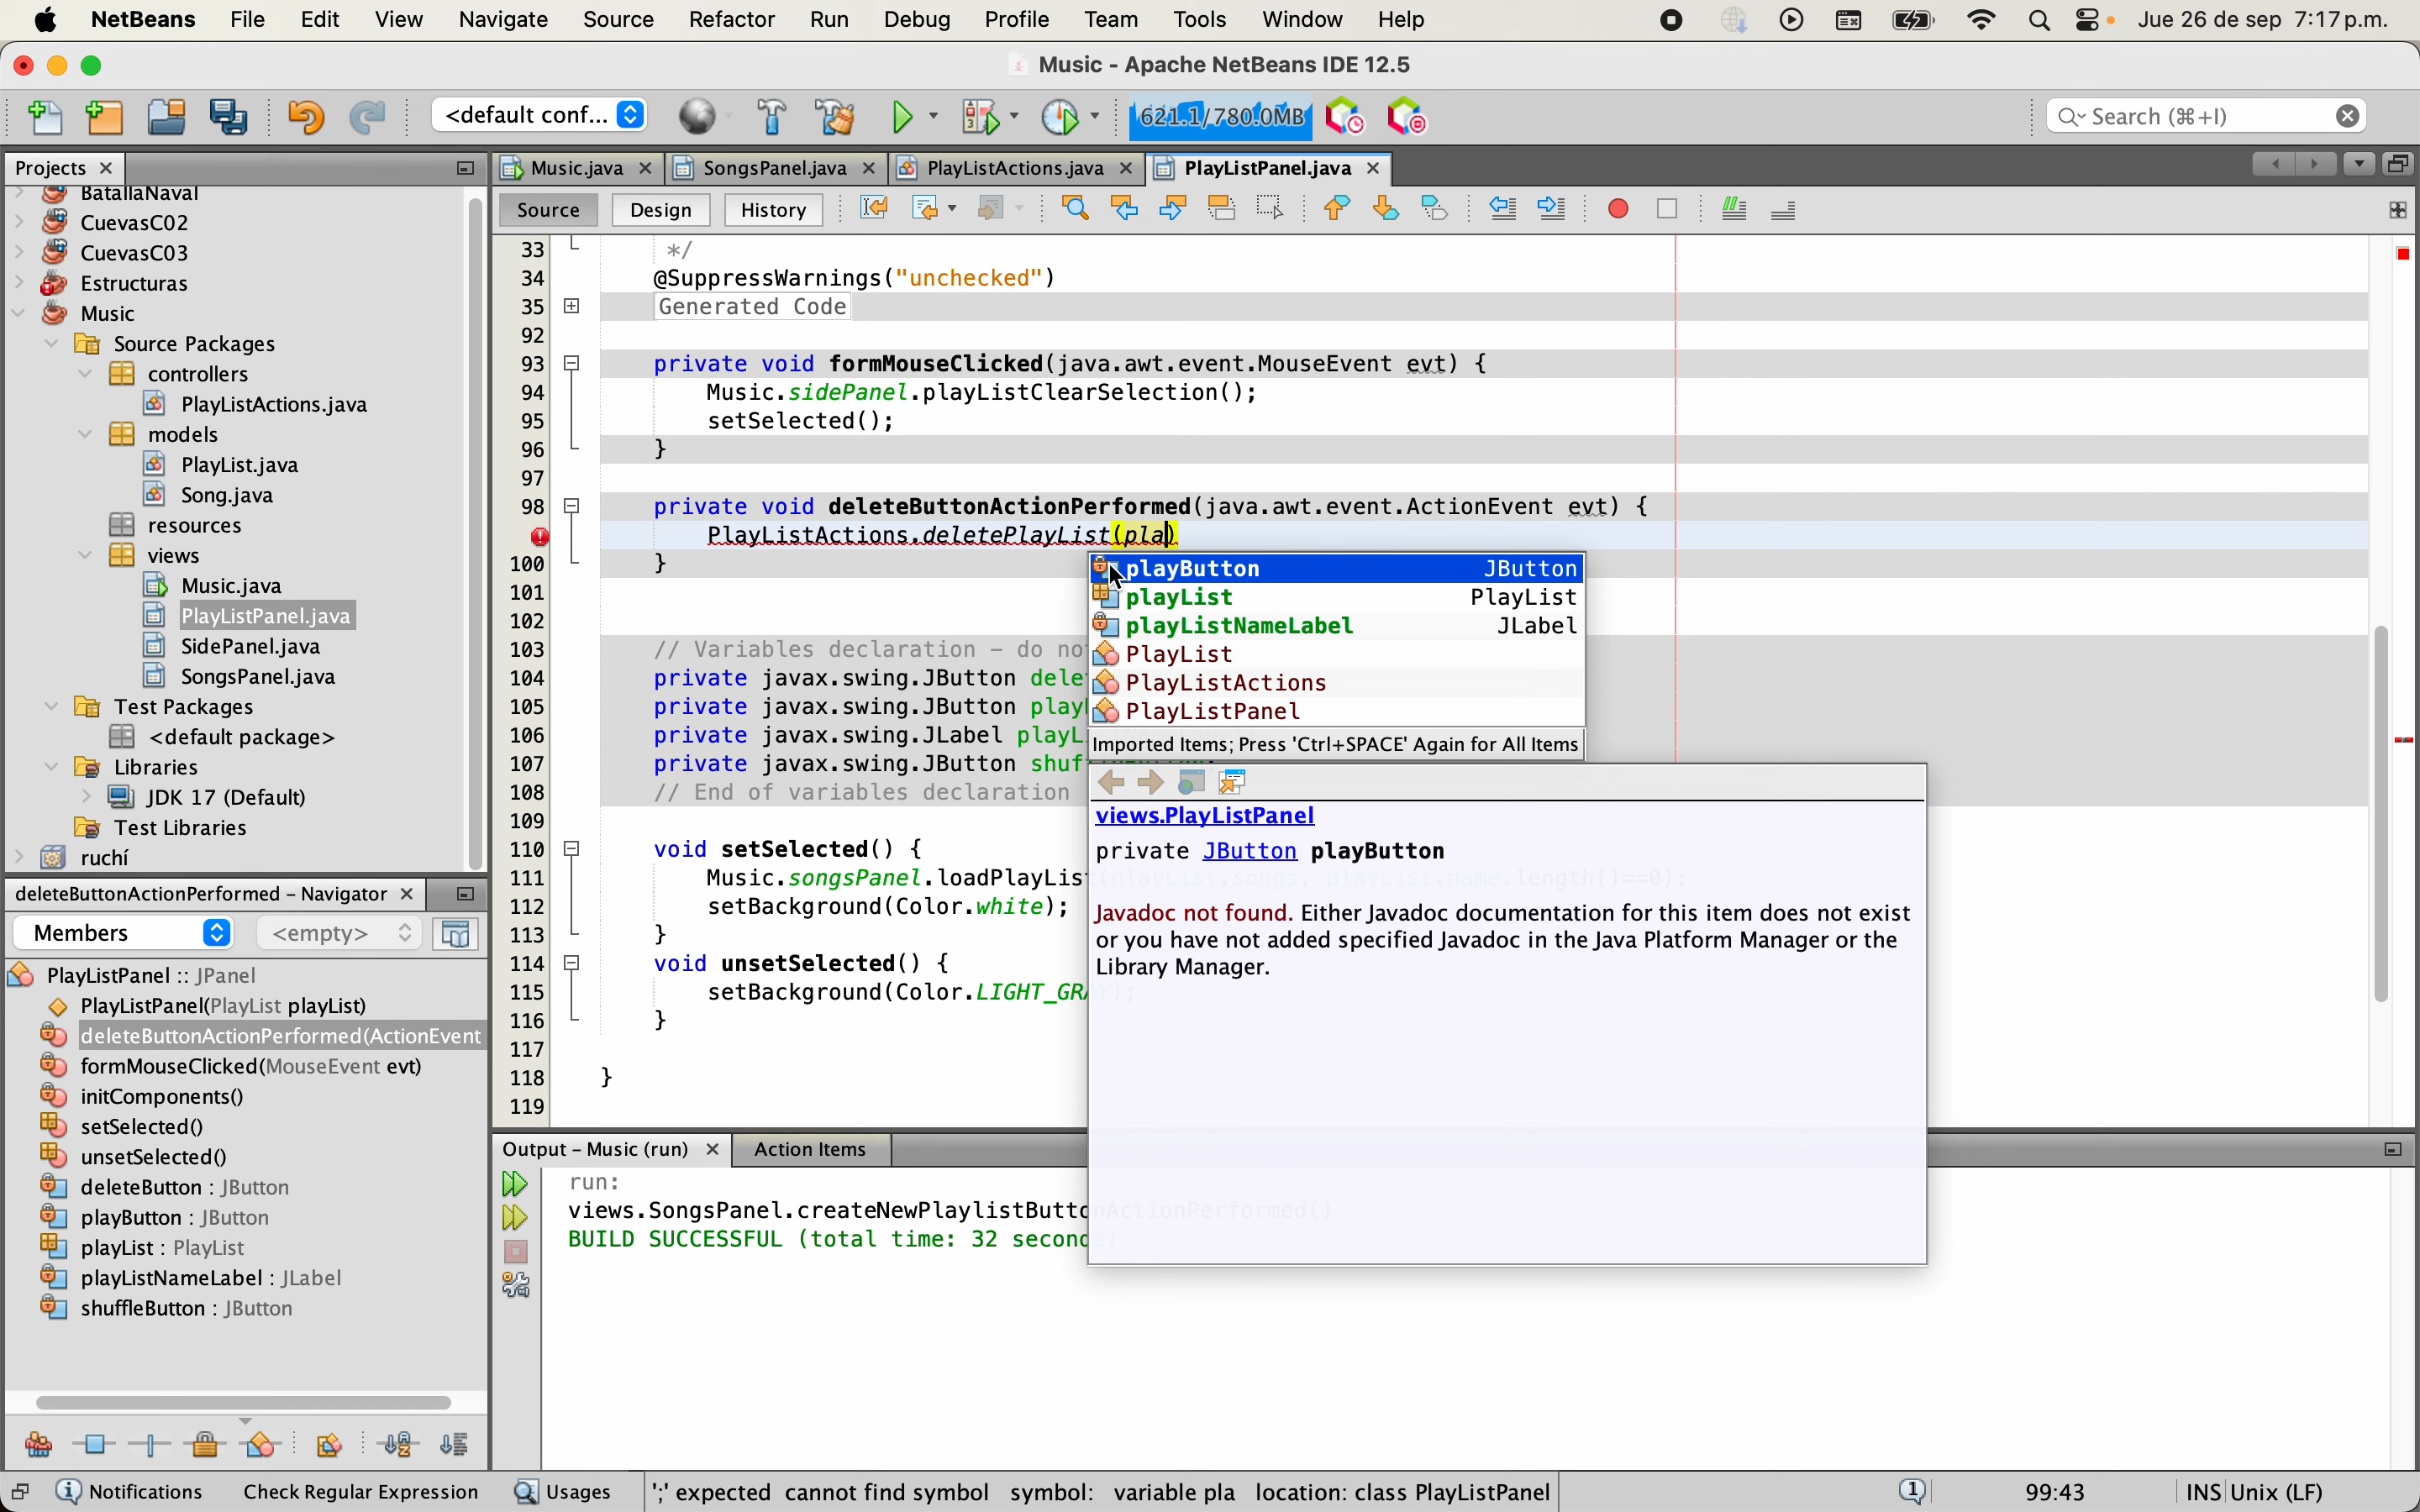 NetBeans File Edit View Navigate Source Refactor Run Debug Profile Team Tools Window Help Jue 26 de sep 7:17 p.m.
Music - Apache NetBeans IDE 12.5
<default conf... 621.1/780.0MB Search (⌘+I)
Projects Music.java SongsPanel.java PlayListActions.java PlayListPanel.java
Source Design History
BatallaNaval
CuevasC02
CuevasC03
Estructuras
Music
Source Packages
controllers
PlayListActions.java
models
PlayList.java
Song.java
resources
views
Music.java
PlayListPanel.java
SidePanel.java
SongsPanel.java
Test Packages
<default package>
Libraries
JDK 17 (Default)
Test Libraries
ruchí
deleteButtonActionPerformed - Navigator
Members <empty>
PlayListPanel :: JPanel
PlayListPanel(PlayList playList)
deleteButtonActionPerformed(ActionEvent
formMouseClicked(MouseEvent evt)
initComponents()
setSelected()
unsetSelected()
deleteButton : JButton
playButton : JButton
playList : PlayList
playListNameLabel : JLabel
shuffleButton : JButton
33 */
34 @SuppressWarnings("unchecked")
35 Generated Code
92
93 private void formMouseClicked(java.awt.event.MouseEvent evt) {
94 Music.sidePanel.playListClearSelection();
95 setSelected();
96 }
97
98 private void deleteButtonActionPerformed(java.awt.event.ActionEvent evt) {
PlayListActions.deletePlayList(pla)
100 }
101
102
103 // Variables declaration - do no
104 private javax.swing.JButton dele
105 private javax.swing.JButton play
106 private javax.swing.JLabel playL
107 private javax.swing.JButton shuf
108 // End of variables declaration
109
110 void setSelected() {
111 Music.songsPanel.loadPlayList(playList.songs, playList.name.length()==0);
112 setBackground(Color.white);
113 }
114 void unsetSelected() {
115 setBackground(Color.LIGHT_GRAY);
116 }
117
118 }
119
playButton JButton
playList PlayList
playListNameLabel JLabel
PlayList
PlayListActions
PlayListPanel
Imported Items; Press 'Ctrl+SPACE' Again for All Items
views.PlayListPanel
private JButton playButton
Javadoc not found. Either Javadoc documentation for this item does not exist
or you have not added specified Javadoc in the Java Platform Manager or the
Library Manager.
Output - Music (run) Action Items
run:
views.SongsPanel.createNewPlaylistButtonActionPerformed()
BUILD SUCCESSFUL (total time: 32 seconds)
Notifications Check Regular Expression Usages ';' expected cannot find symbol symbol: variable pla location: class PlayListPanel 1 99:43 INS Unix (LF)